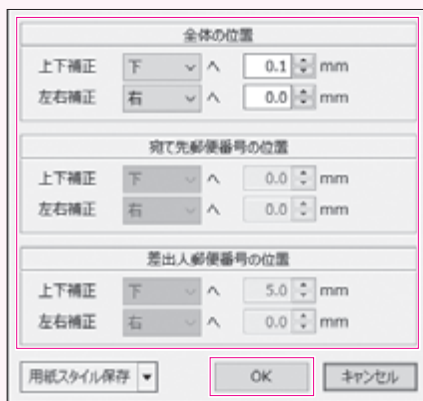 全体の位置
上下補正 下 へ 0.1 mm
左右補正 右 へ 0.0 mm
宛て先郵便番号の位置
上下補正 下 へ 0.0 mm
左右補正 右 へ 0.0 mm
差出人郵便番号の位置
上下補正 下 へ 5.0 mm
左右補正 右 へ 0.0 mm
用紙スタイル保存 OK キャンセル